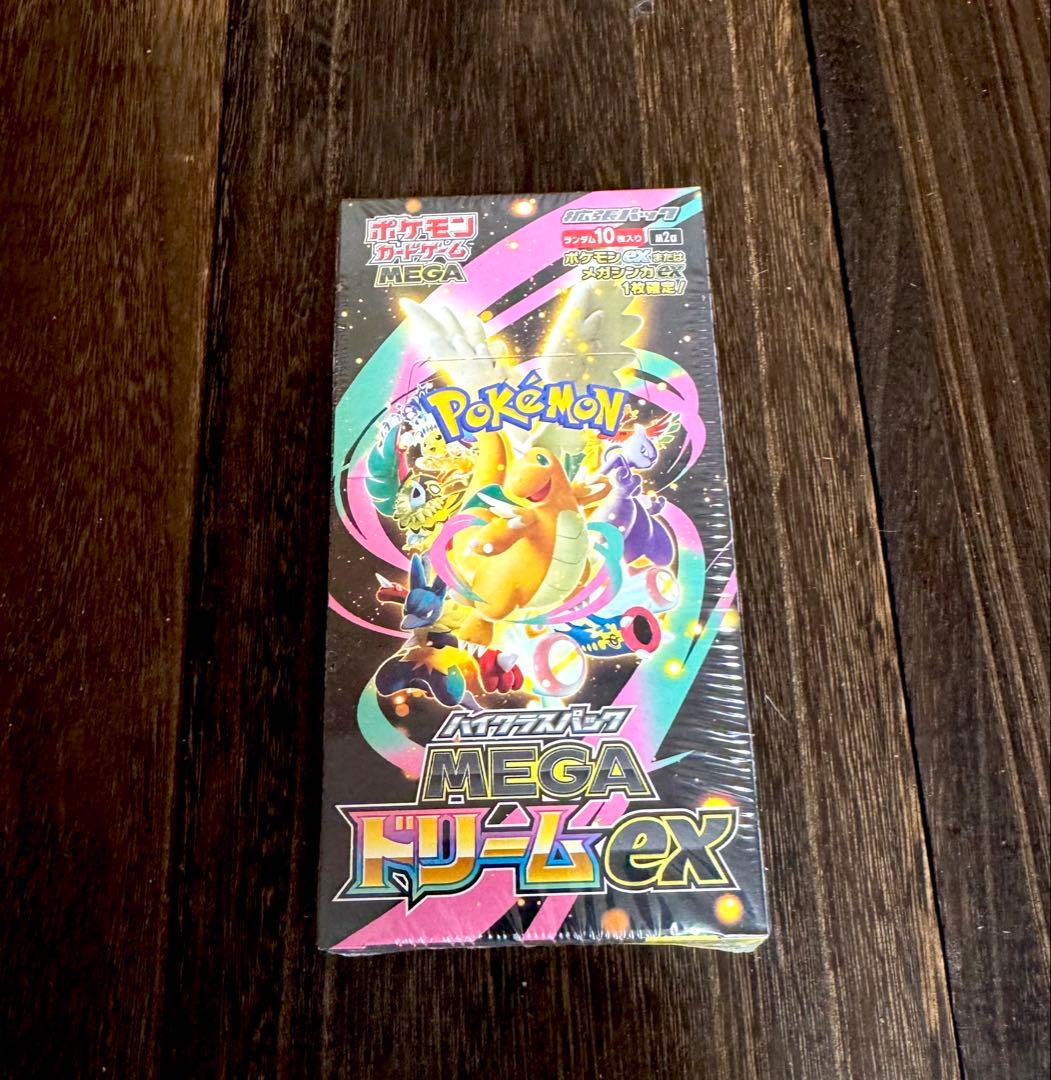 ポケモン
カードゲーム
MEGA
拡張パック
ランダム10枚入り
ポケモンexまたは
メガシンカex
1枚確定!
POKéMON
ハイクラスパック
MEGA
ドリームex